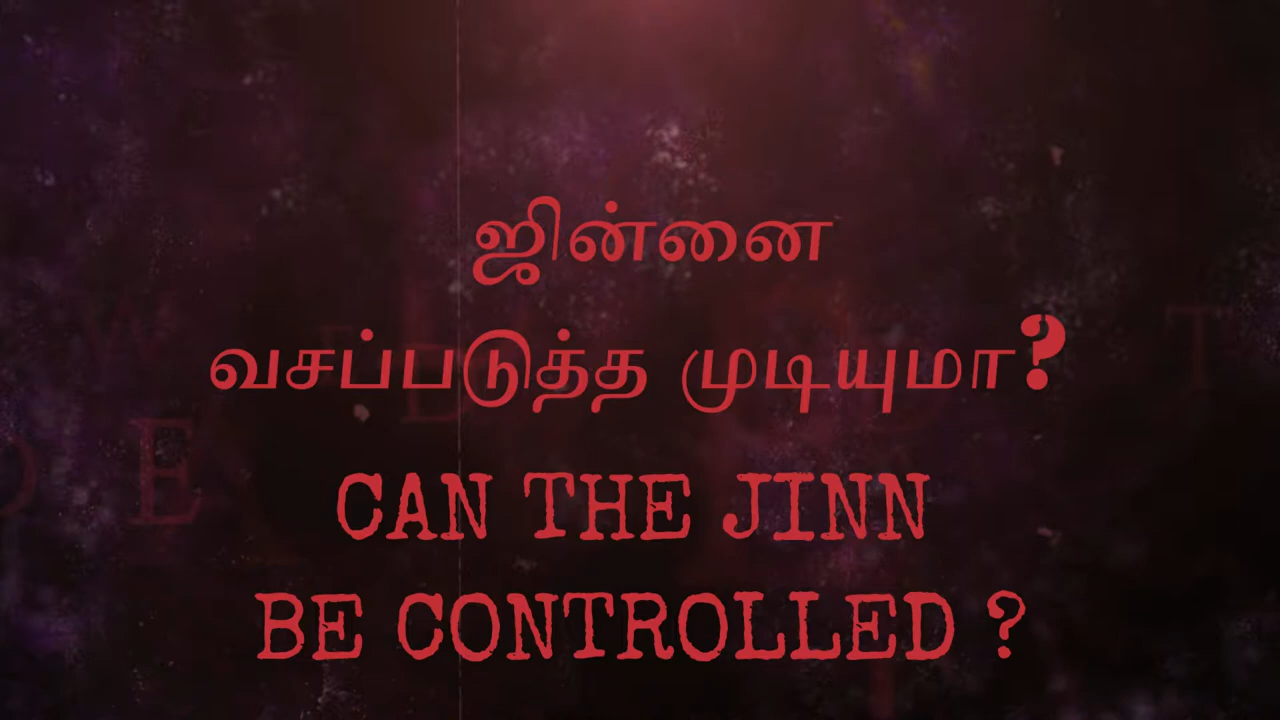 ஜின்னை
வசப்படுத்த முடியுமா?
CAN THE JINN
BE CONTROLLED ?